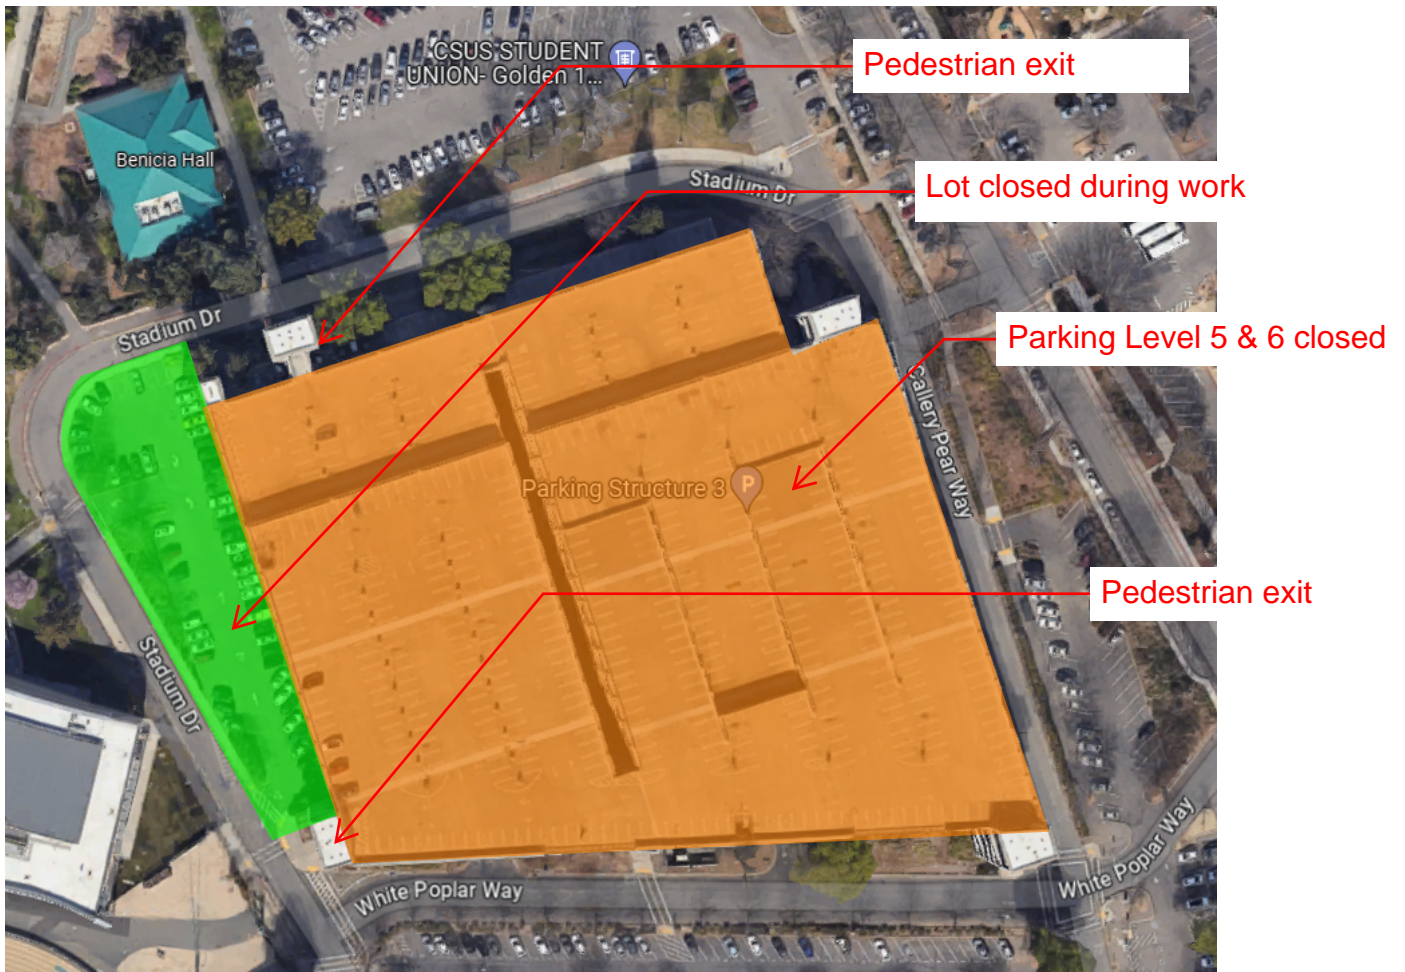 CSUS STUDENT
UNION- Golden 1...
Pedestrian exit
Benicia Hall
Stadium Dr
Lot closed during work
Stadium Dr
Parking Level 5 & 6 closed
Callery Pear Way
Parking Structure 3
P
Pedestrian exit
Stadium Dr
White Poplar Way
White Poplar Way